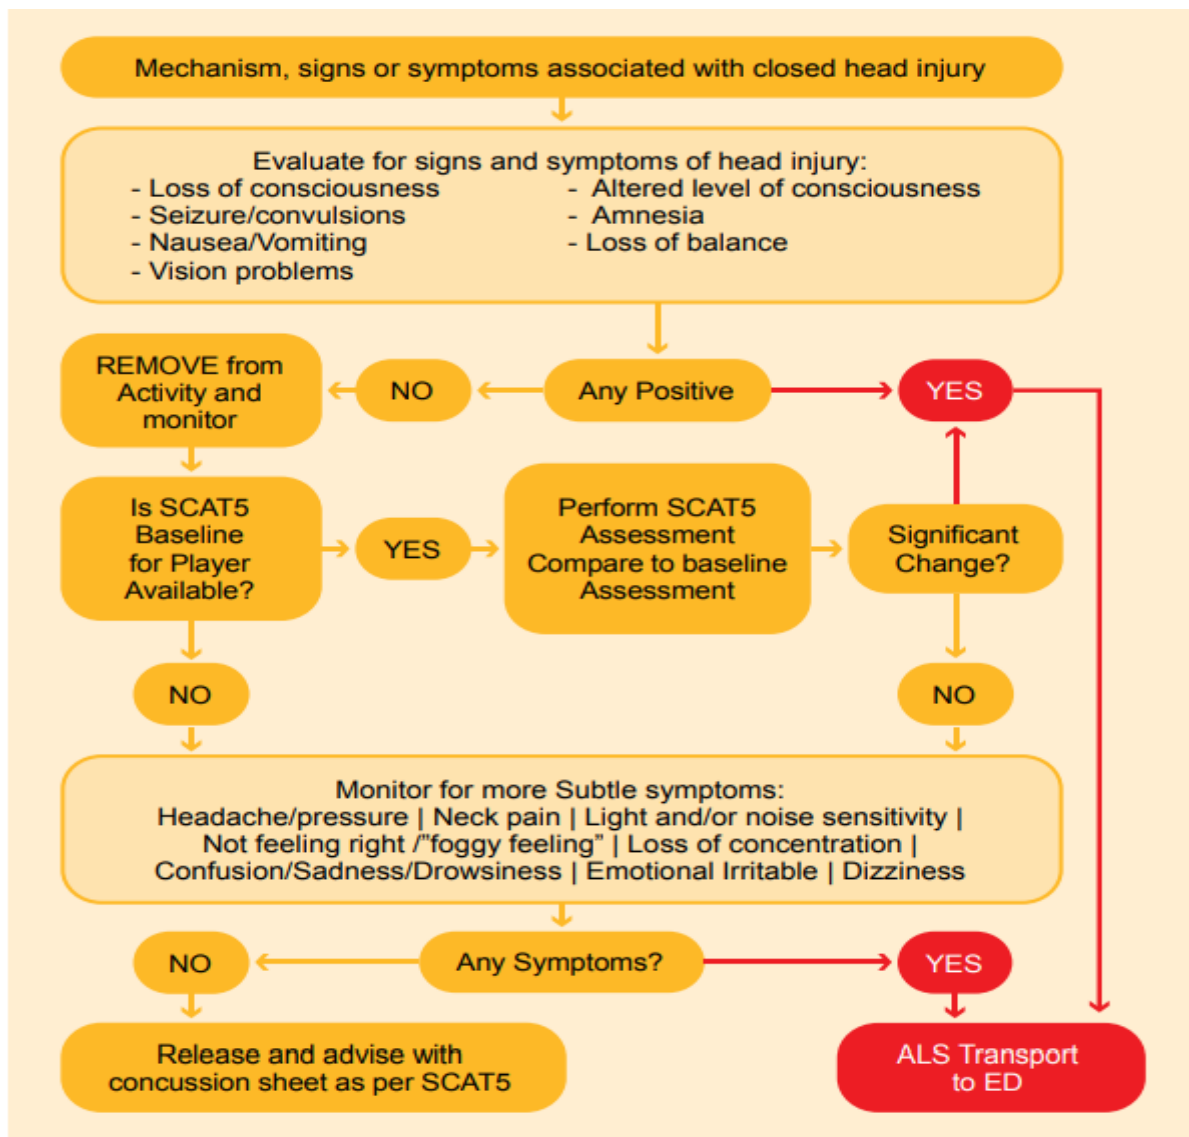 Mechanism, signs or symptoms associated with closed head injury
Evaluate for signs and symptoms of head injury:
- Loss of consciousness
- Seizure/convulsions
- Nausea/Vomiting
- Vision problems
- Altered level of consciousness
- Amnesia
- Loss of balance
REMOVE from
Activity and
monitor
NO
Any Positive
YES
Is SCAT5
Baseline
for Player
Available?
YES
Perform SCAT5
Assessment
Compare to baseline
Assessment
Significant
Change?
NO
NO
Monitor for more Subtle symptoms:
Headache/pressure | Neck pain | Light and/or noise sensitivity |
Not feeling right /”foggy feeling” | Loss of concentration |
Confusion/Sadness/Drowsiness | Emotional Irritable | Dizziness
NO
Any Symptoms?
YES
Release and advise with
concussion sheet as per SCAT5
ALS Transport
to ED